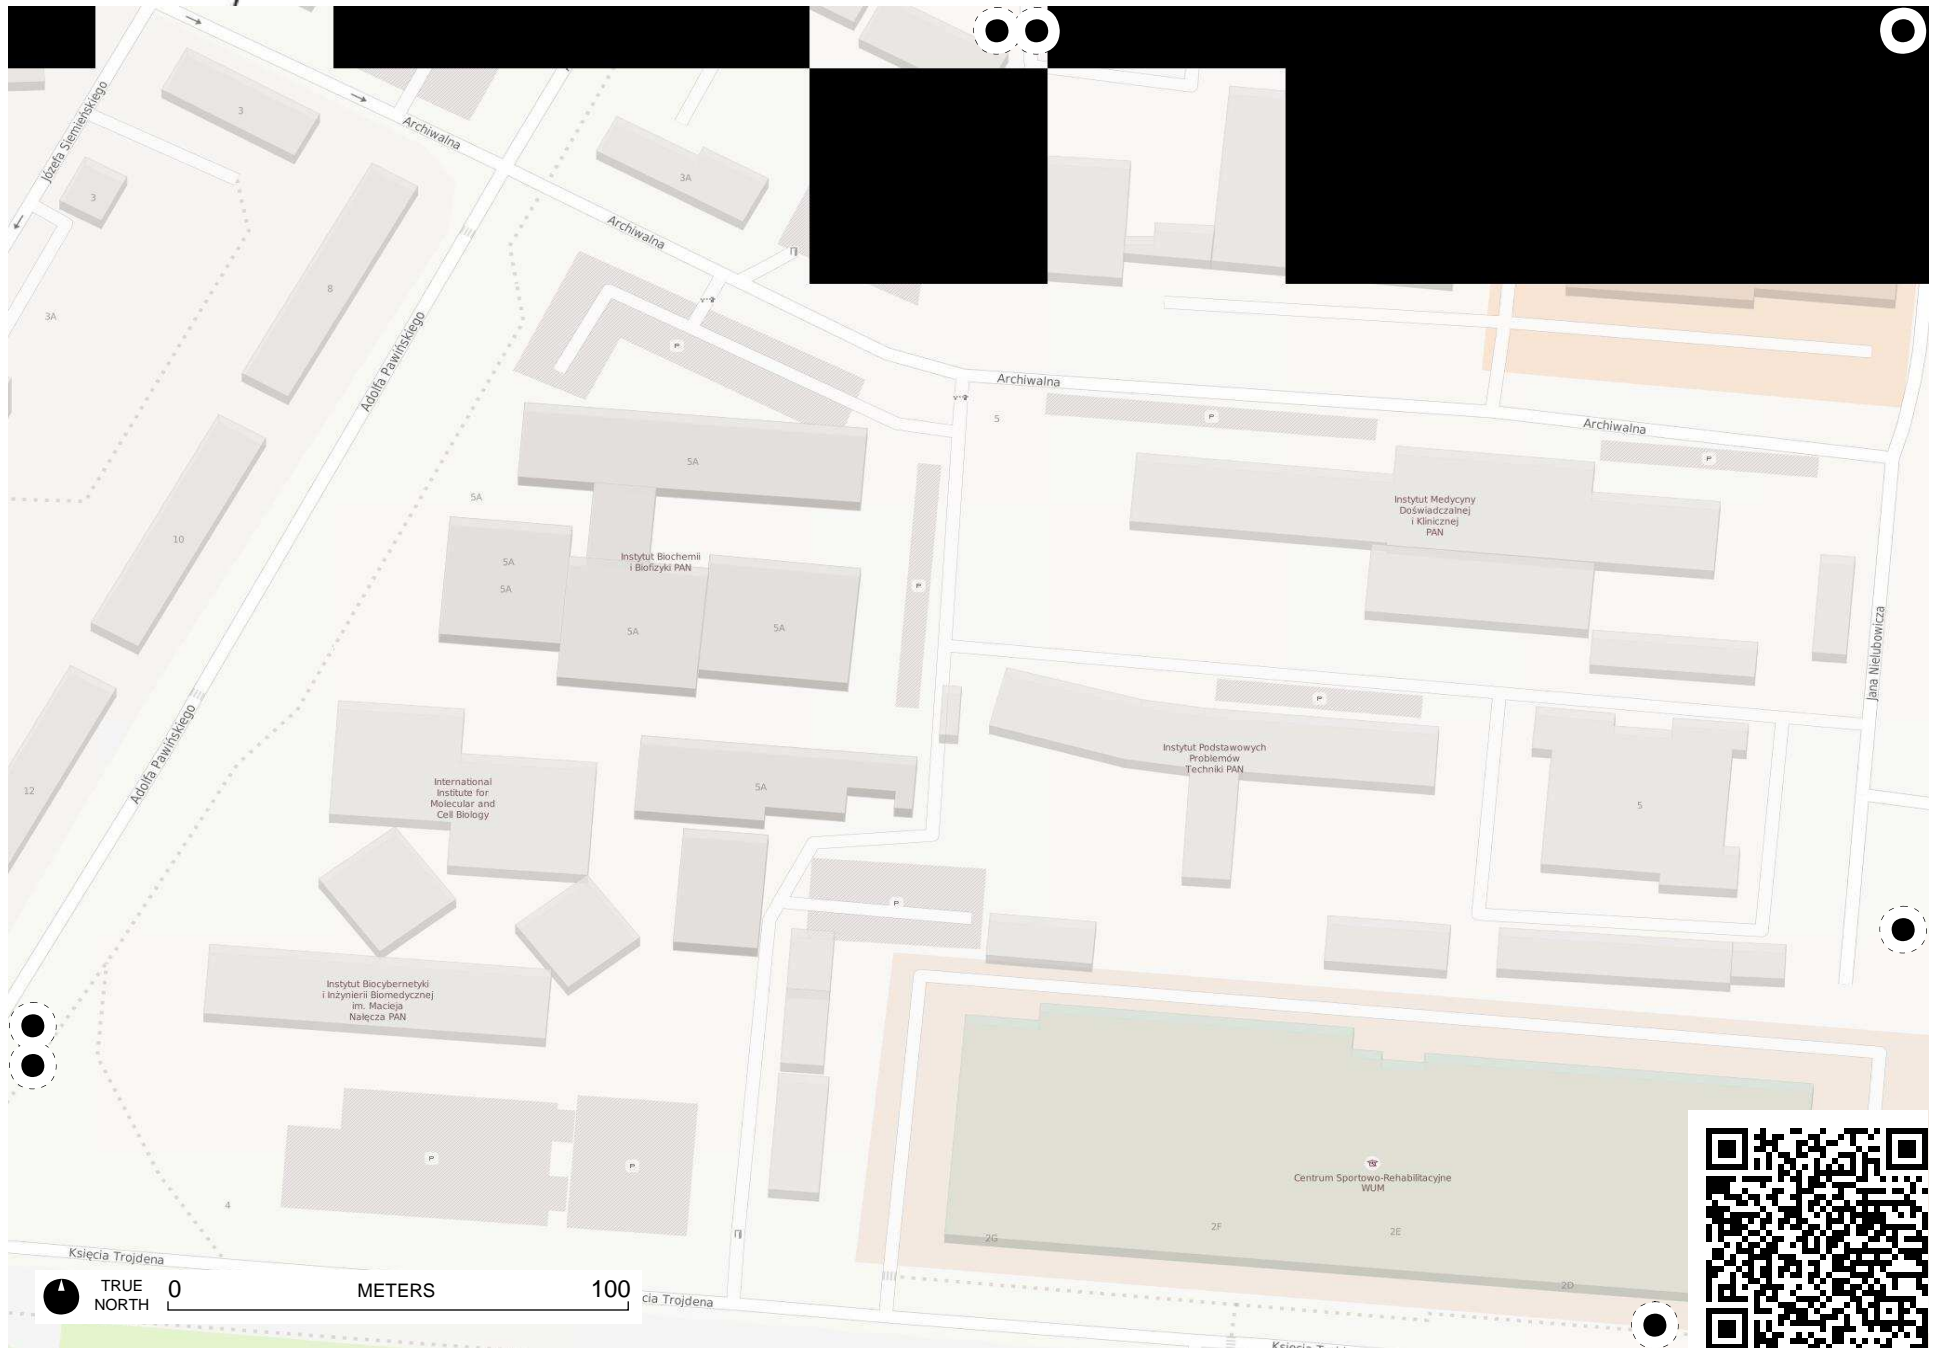 Józefa Siemieńskiego
3
Archiwalna
3
3A
Archiwalna
8
3A
P
Adolfa Pawińskiego
Archiwalna
5
P
Archiwalna
P
5A
5A
Instytut Medycyny
Doświadczalnej
i Klinicznej
PAN
10
5A
5A
Instytut Biochemii
i Biofizyki PAN
P
5A
5A
Jana Nielubowicza
P
Adolfa Pawińskiego
12
International
Institute for
Molecular and
Cell Biology
5A
Instytut Podstawowych
Problemów
Techniki PAN
5
P
Instytut Biocybernetyki
i Inżynierii Biomedycznej
im. Macieja
Nałęcza PAN
P
P
4
Centrum Sportowo-Rehabilitacyjne
WUM
2G
2F
2E
2D
Księcia Trojdena
TRUE
NORTH
0
METERS
100
cia Trojdena